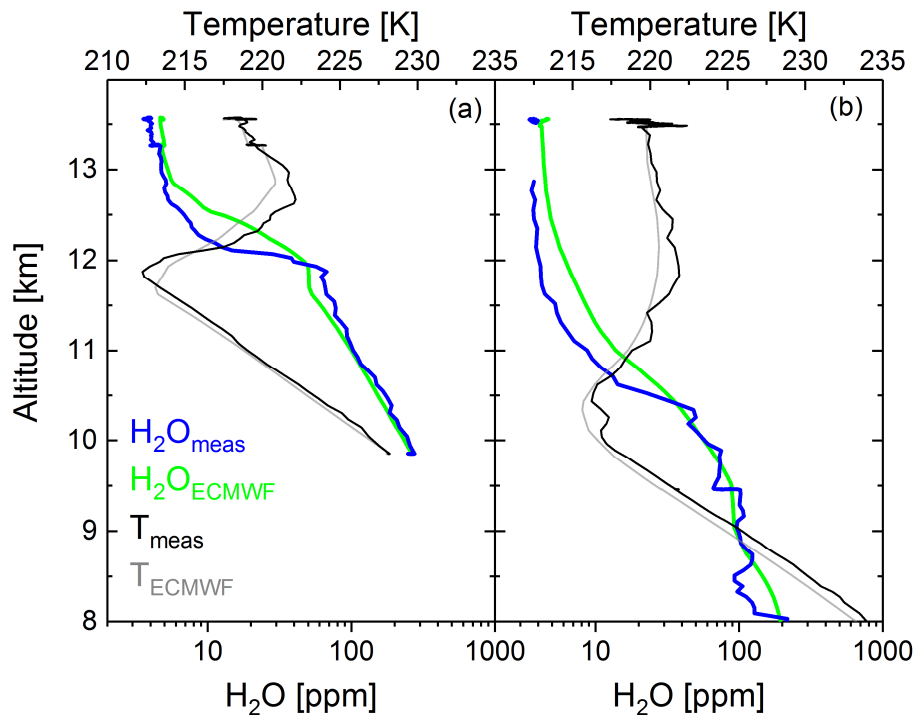 Temperature [K] Temperature [K]
210 215 220 225 230 235 215 220 225 230 235
(a) (b)
13
12
11
10
9
8
Altitude [km]
H₂Omeas
H₂OECMWF
Tmeas
TECMWF
10 100 1000 10 100 1000
H₂O [ppm] H₂O [ppm]